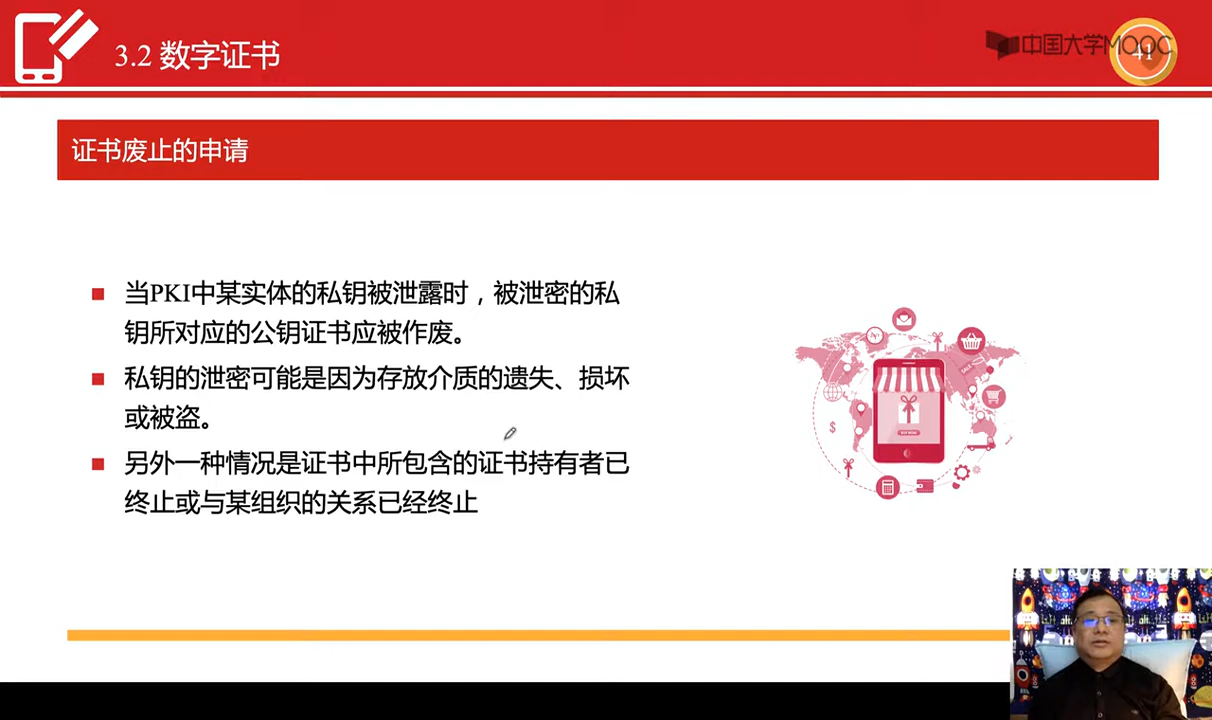 3.2 数字证书
中国大学MOOC
41
证书废止的申请
当PKI中某实体的私钥被泄露时，被泄密的私
钥所对应的公钥证书应被作废。
私钥的泄密可能是因为存放介质的遗失、损坏
或被盗。
另外一种情况是证书中所包含的证书持有者已
终止或与某组织的关系已经终止
$